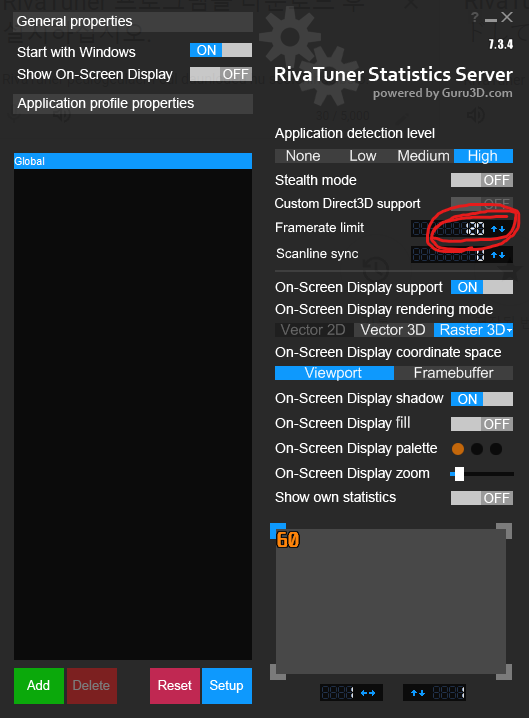 General properties
? – X
Start with Windows ON
7.3.4
Show On-Screen Display OFF
RivaTuner Statistics Server
powered by Guru3D.com
Application profile properties
Application detection level
None Low Medium High
Global
Stealth mode OFF
Custom Direct3D support OFF
Framerate limit
Scanline sync
On-Screen Display support ON
On-Screen Display rendering mode
Vector 2D Vector 3D Raster 3D
On-Screen Display coordinate space
Viewport Framebuffer
On-Screen Display shadow ON
On-Screen Display fill OFF
On-Screen Display palette
On-Screen Display zoom
Show own statistics OFF
60
Add Delete Reset Setup